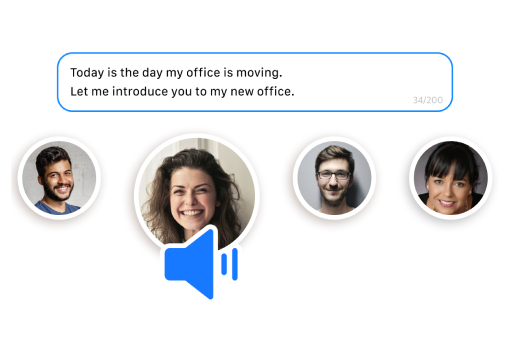 Today is the day my office is moving.
Let me introduce you to my new office.
34/200